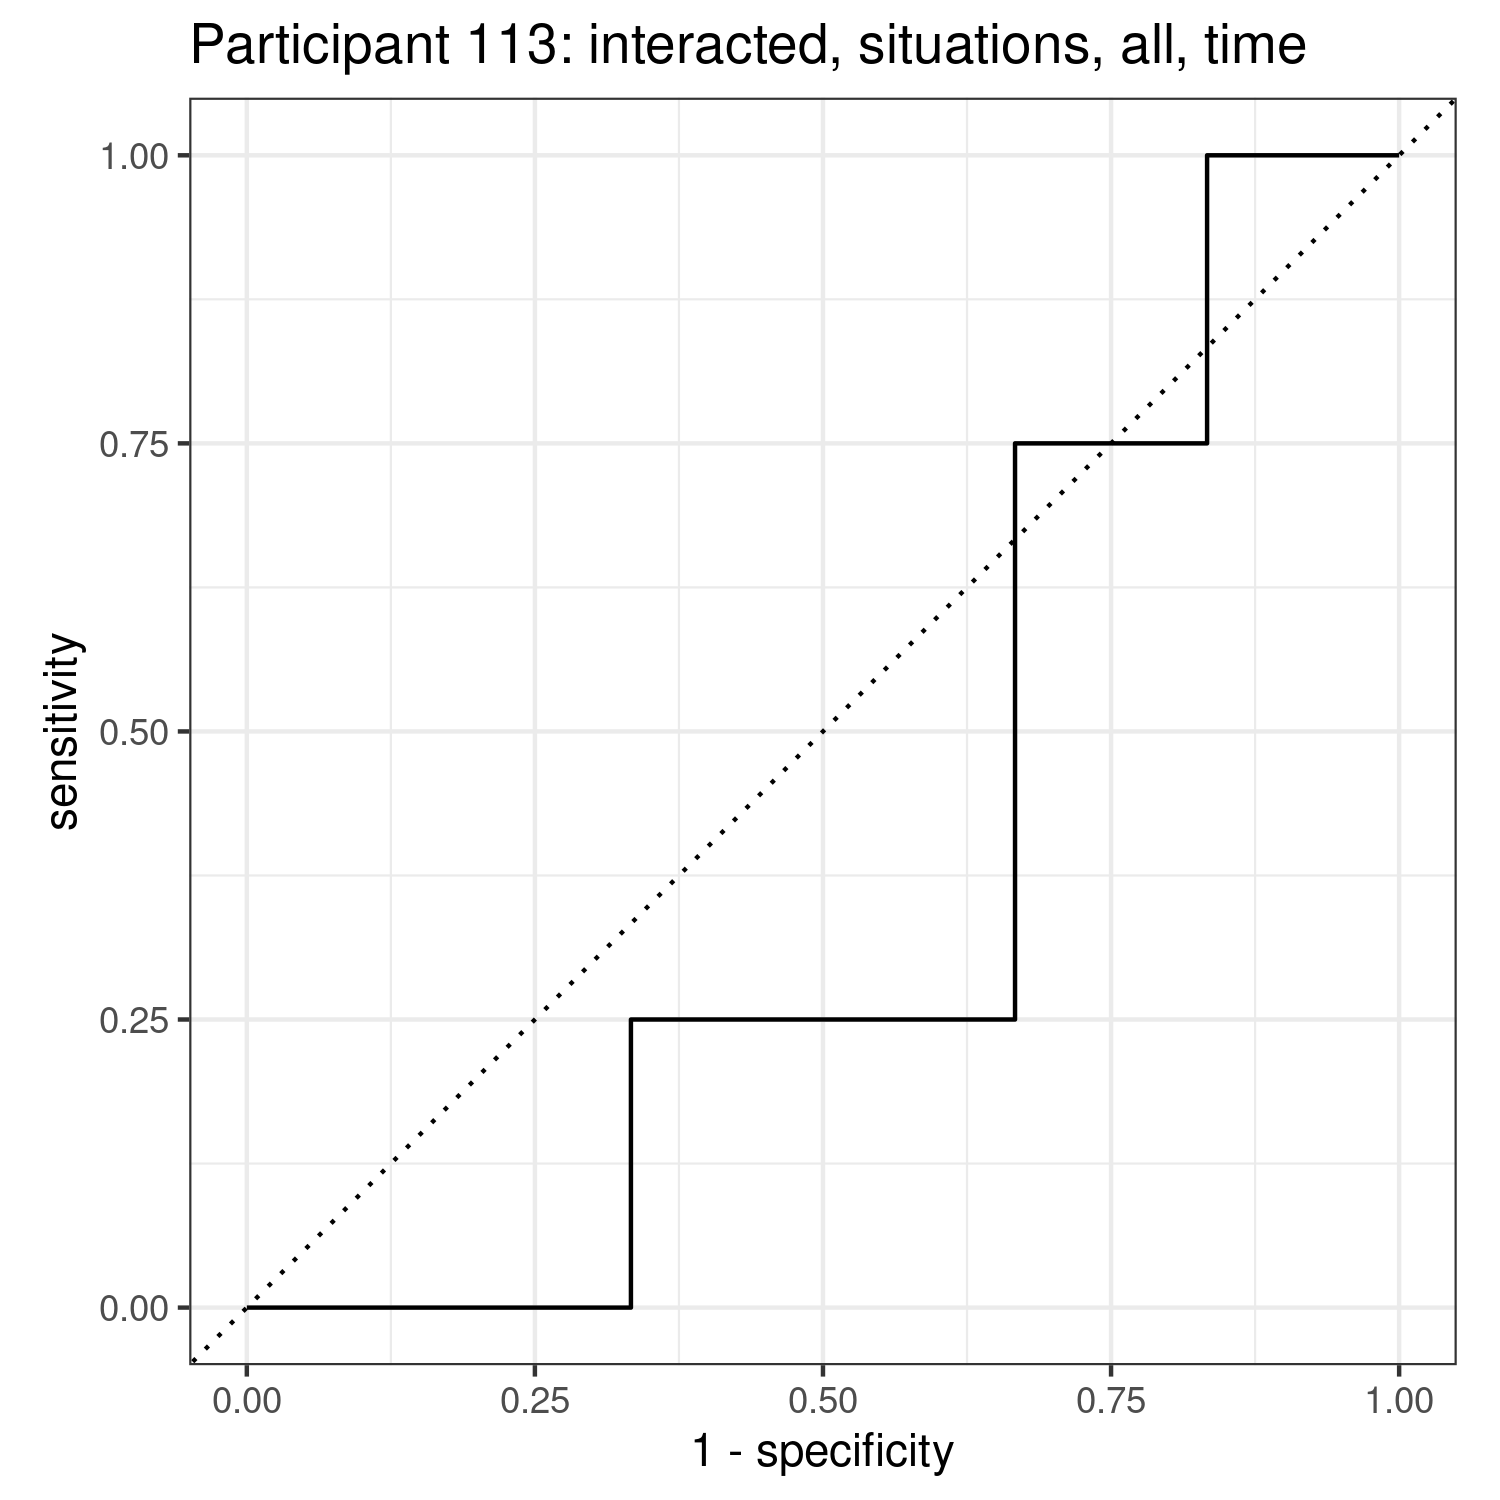 Participant 113: interacted, situations, all, time
1.00
0.75
0.50
0.25
0.00
sensitivity
0.00 0.25 0.50 0.75 1.00
1 - specificity